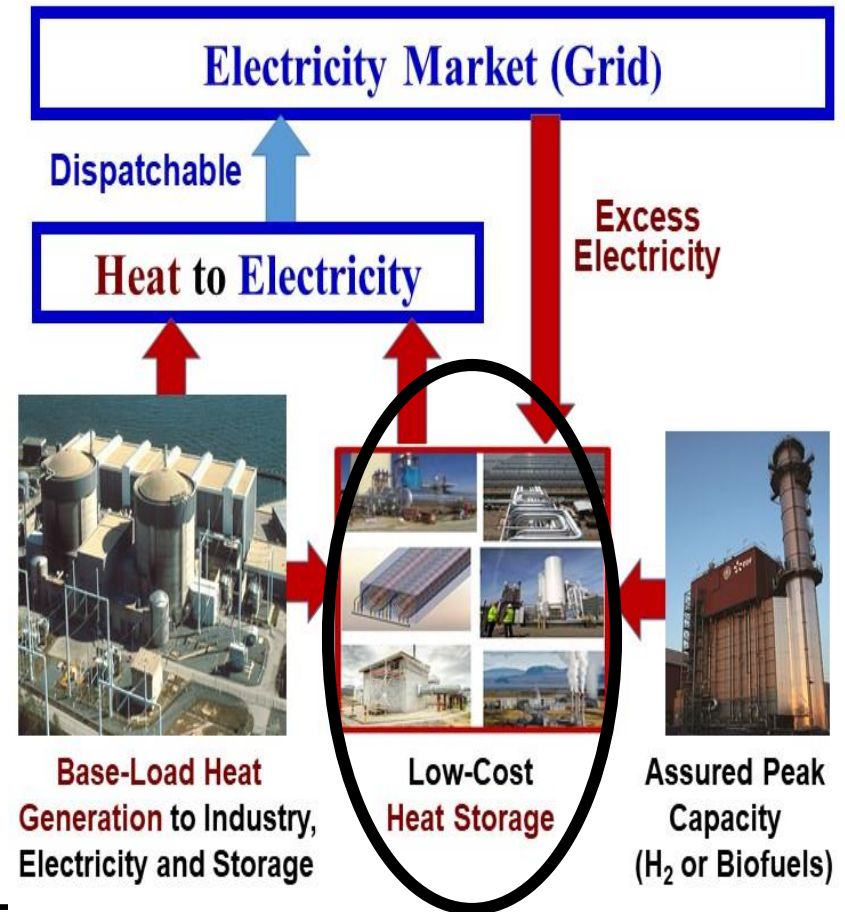 Electricity Market (Grid)
Dispatchable
Excess
Electricity
Heat to Electricity
Base-Load Heat
Generation to Industry,
Electricity and Storage
Low-Cost
Heat Storage
Assured Peak
Capacity
(H₂ or Biofuels)